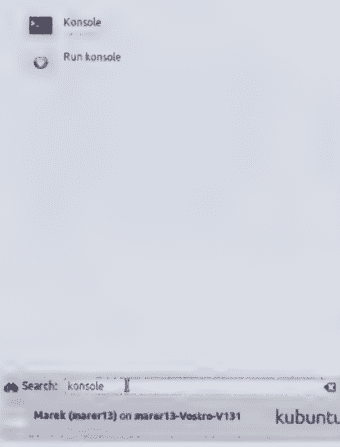 Konsole
Run konsole
Search: konsole
Marek (marer13) on marer13-Vostro-V131
kubuntu